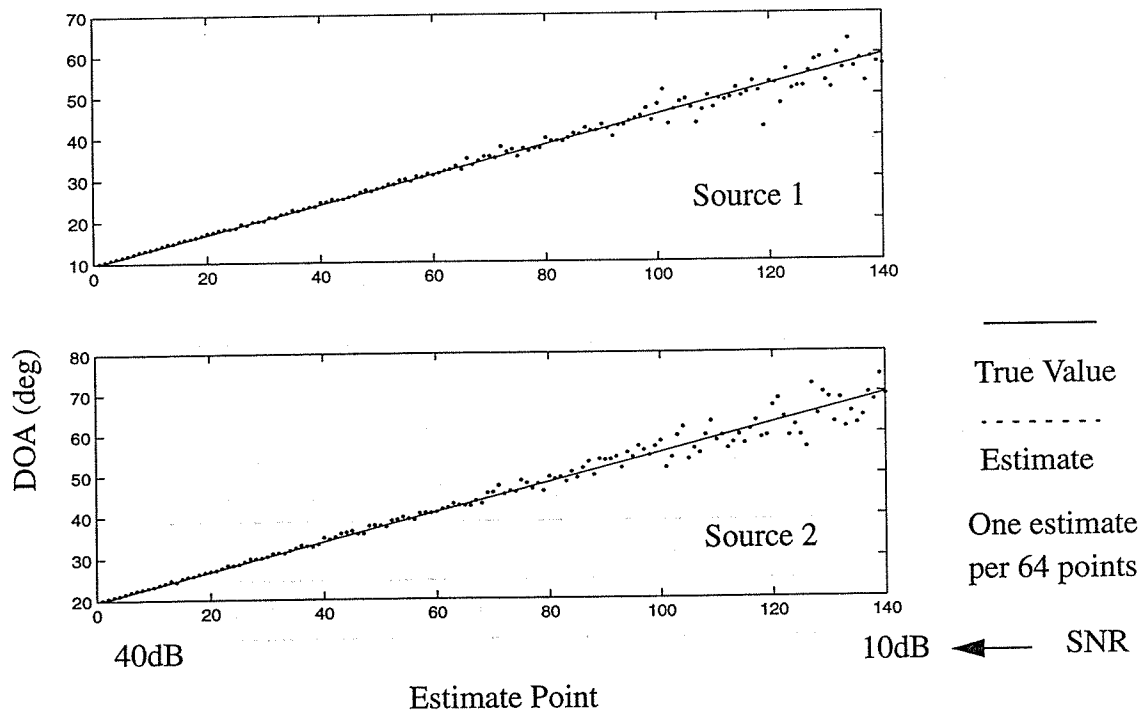 70
60
50
40
30
20
10
0 20 40 60 80 100 120 140
Source 1
DOA (deg)
80
70
60
50
40
30
20
0 20 40 60 80 100 120 140
Source 2
True Value
Estimate
One estimate
per 64 points
40dB
10dB
SNR
Estimate Point